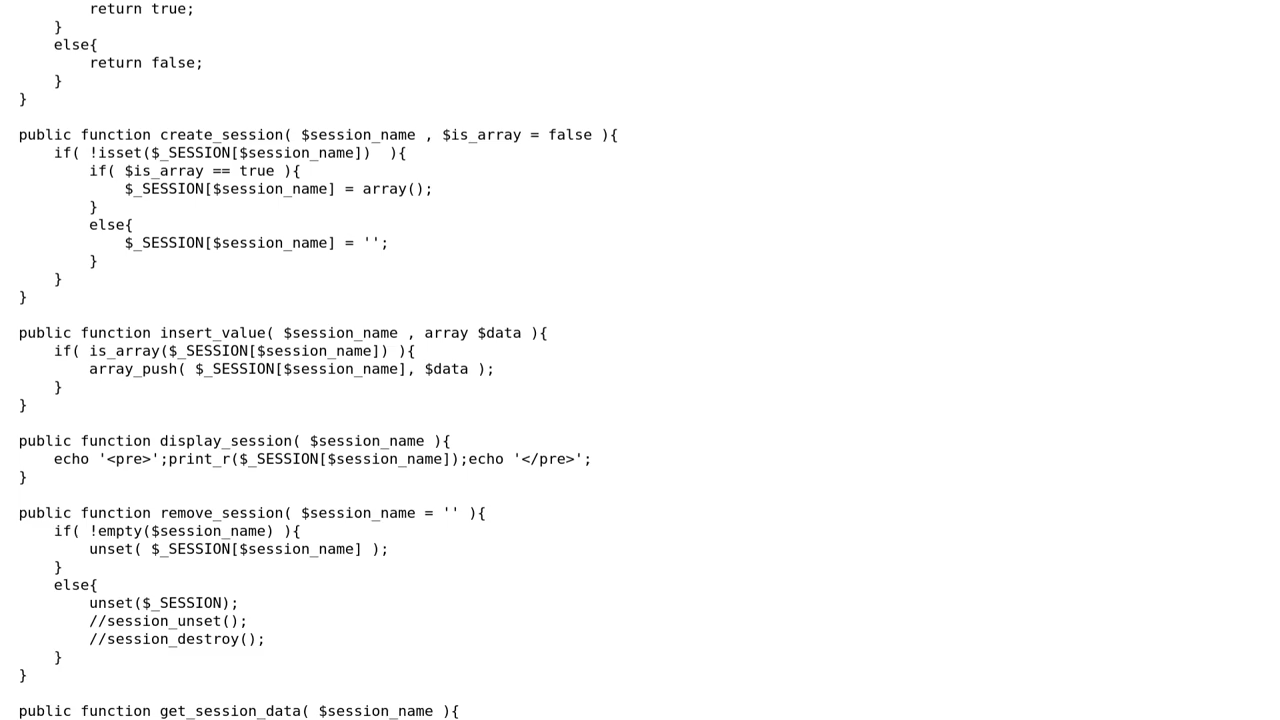 return true;
    }
    else{
        return false;
    }
}

public function create_session( $session_name , $is_array = false ){
    if( !isset($_SESSION[$session_name])  ){
        if( $is_array == true ){
            $_SESSION[$session_name] = array();
        }
        else{
            $_SESSION[$session_name] = '';
        }
    }
}

public function insert_value( $session_name , array $data ){
    if( is_array($_SESSION[$session_name]) ){
        array_push( $_SESSION[$session_name], $data );
    }
}

public function display_session( $session_name ){
    echo '<pre>';print_r($_SESSION[$session_name]);echo '</pre>';
}

public function remove_session( $session_name = '' ){
    if( !empty($session_name) ){
        unset( $_SESSION[$session_name] );
    }
    else{
        unset($_SESSION);
        //session_unset();
        //session_destroy();
    }
}

public function get_session_data( $session_name ){